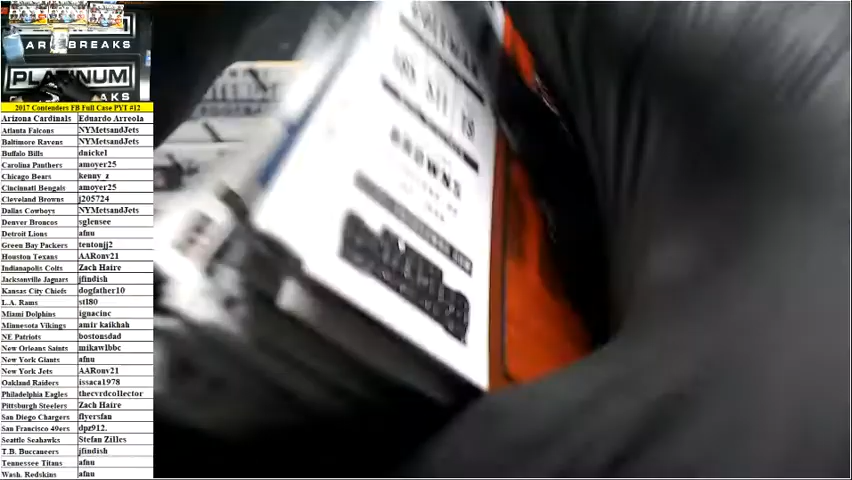 ARD BREAKS
PLATINUM
AKS
2017 Contenders FB Full Case PYT #12
Arizona Cardinals Eduardo Arreola
Atlanta Falcons NYMetsandJets
Baltimore Ravens NYMetsandJets
Buffalo Bills dnickel
Carolina Panthers amoyer25
Chicago Bears kenny_z
Cincinnati Bengals amoyer25
Cleveland Browns j205724
Dallas Cowboys NYMetsandJets
Denver Broncos sglensee
Detroit Lions afnu
Green Bay Packers tentonjj2
Houston Texans AARonv21
Indianapolis Colts Zach Haire
Jacksonville Jaguars jfindish
Kansas City Chiefs dogfather10
L.A. Rams stl80
Miami Dolphins ignacinc
Minnesota Vikings amir kaikhah
NE Patriots bostonsdad
New Orleans Saints mikawlbbc
New York Giants afnu
New York Jets AARonv21
Oakland Raiders issaca1978
Philadelphia Eagles thecvrdcollector
Pittsburgh Steelers Zach Haire
San Diego Chargers flyersfan
San Francisco 49ers dpz912.
Seattle Seahawks Stefan Zilles
T.B. Buccaneers jfindish
Tennessee Titans afnu
Wash. Redskins afnu
BROWNS